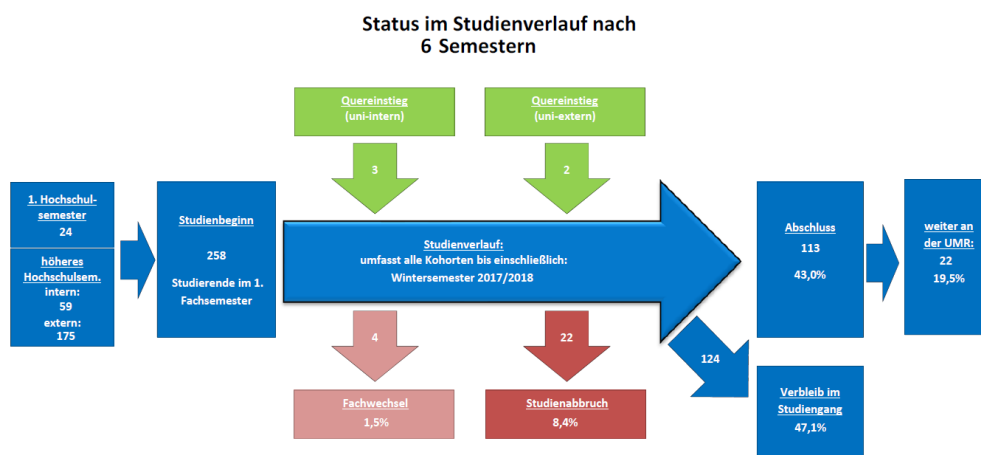 Status im Studienverlauf nach
6 Semestern
Quereinstieg
(uni-intern)
3
Quereinstieg
(uni-extern)
2
1. Hochschul-
semester
24
höheres
Hochschulsem.
intern:
59
extern:
175
Studienbeginn
258
Studierende im 1.
Fachsemester
Studienverlauf:
umfasst alle Kohorten bis einschließlich:
Wintersemester 2017/2018
Abschluss
113
43,0%
weiter an
der UMR:
22
19,5%
4
Fachwechsel
1,5%
22
Studienabbruch
8,4%
124
Verbleib im
Studiengang
47,1%